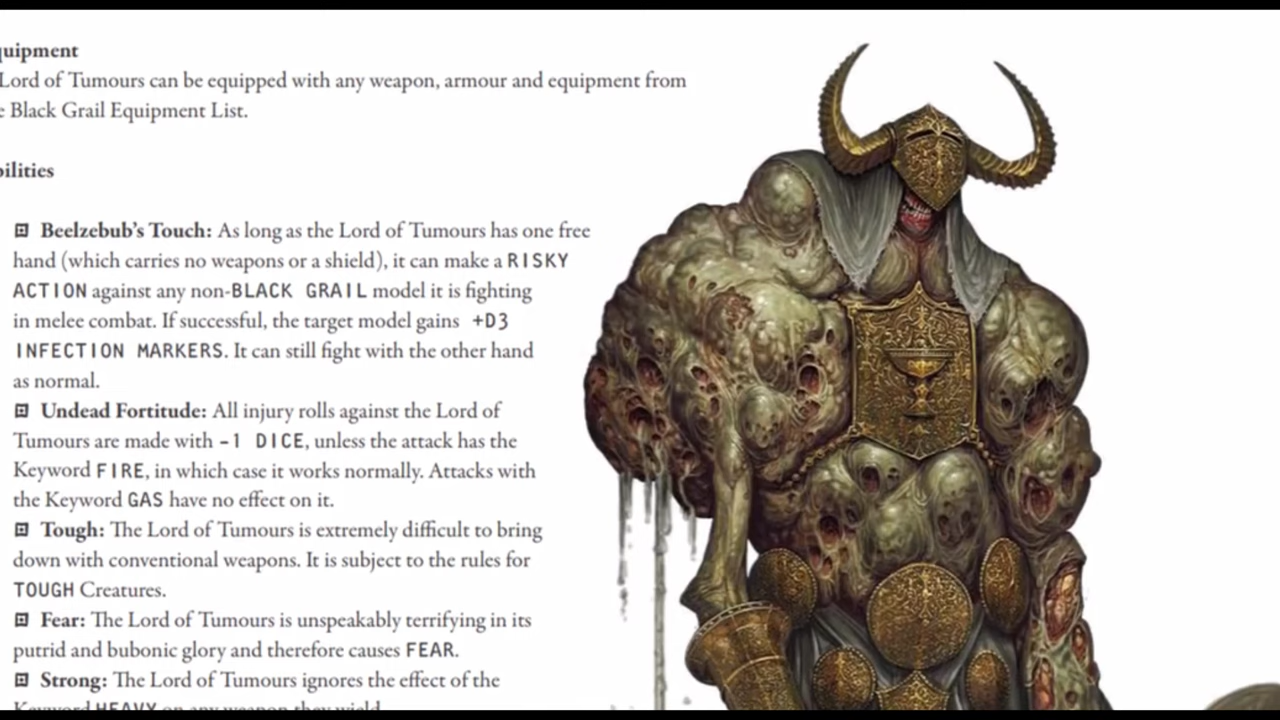 quipment
Lord of Tumours can be equipped with any weapon, armour and equipment from
e Black Grail Equipment List.
bilities
Beelzebub's Touch: As long as the Lord of Tumours has one free
hand (which carries no weapons or a shield), it can make a RISKY
ACTION against any non-BLACK GRAIL model it is fighting
in melee combat. If successful, the target model gains +D3
INFECTION MARKERS. It can still fight with the other hand
as normal.
Undead Fortitude: All injury rolls against the Lord of
Tumours are made with -1 DICE, unless the attack has the
Keyword FIRE, in which case it works normally. Attacks with
the Keyword GAS have no effect on it.
Tough: The Lord of Tumours is extremely difficult to bring
down with conventional weapons. It is subject to the rules for
TOUGH Creatures.
Fear: The Lord of Tumours is unspeakably terrifying in its
putrid and bubonic glory and therefore causes FEAR.
Strong: The Lord of Tumours ignores the effect of the
Keyword HEAVY on any weapon they wield.